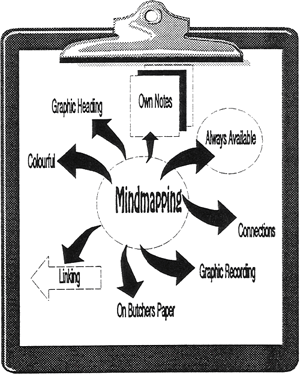 Own Notes
Graphic Heading
Always Available
Colourful
Mindmapping
Connections
Linking
Graphic Recording
On Butchers Paper